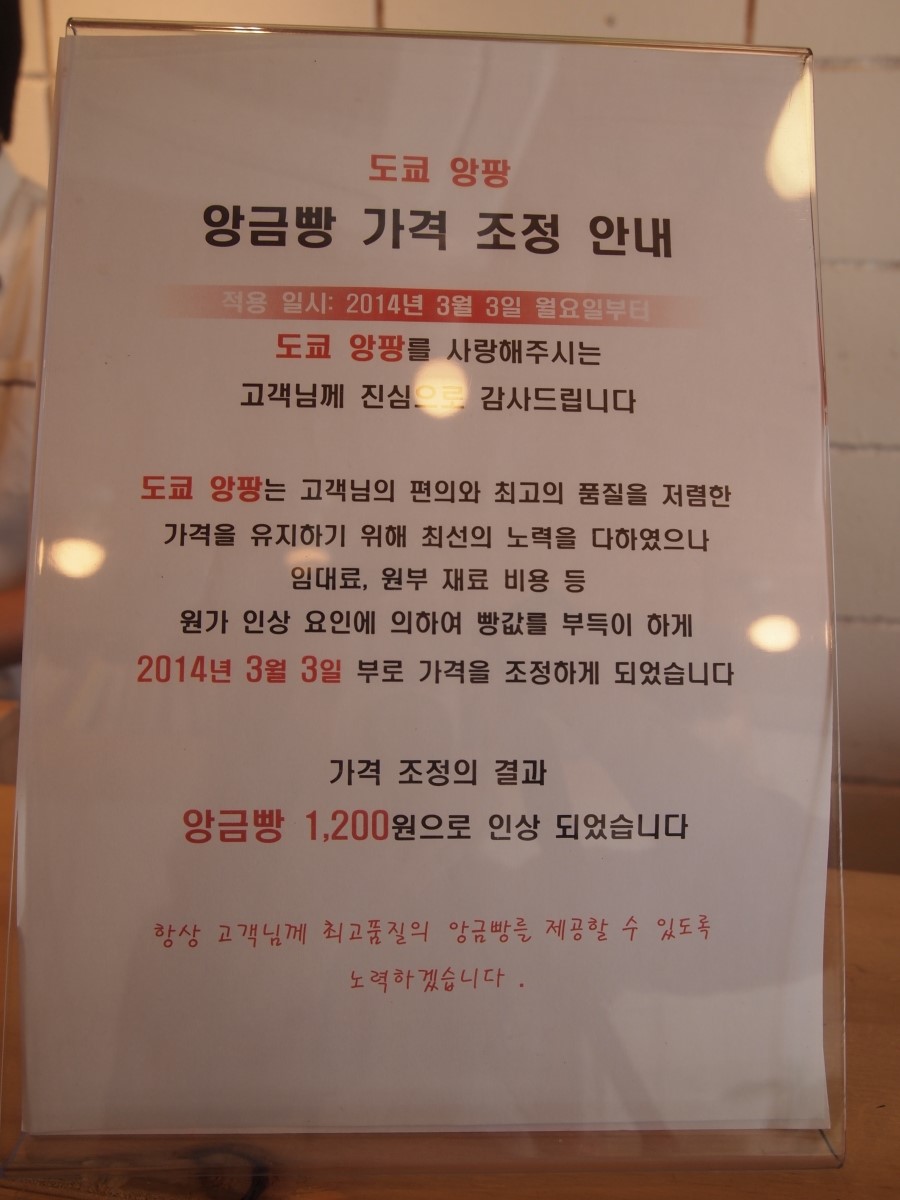 도쿄 앙팡
앙금빵 가격 조정 안내
적용 일시: 2014년 3월 3일 월요일부터
도쿄 앙팡를 사랑해주시는
고객님께 진심으로 감사드립니다
도쿄 앙팡는 고객님의 편의와 최고의 품질을 저렴한
가격을 유지하기 위해 최선의 노력을 다하였으나
임대료, 원부 재료 비용 등
원가 인상 요인에 의하여 빵값를 부득이 하게
2014년 3월 3일 부로 가격을 조정하게 되었습니다
가격 조정의 결과
앙금빵 1,200원으로 인상 되었습니다
항상 고객님께 최고품질의 앙금빵를 제공할 수 있도록
노력하겠습니다 .